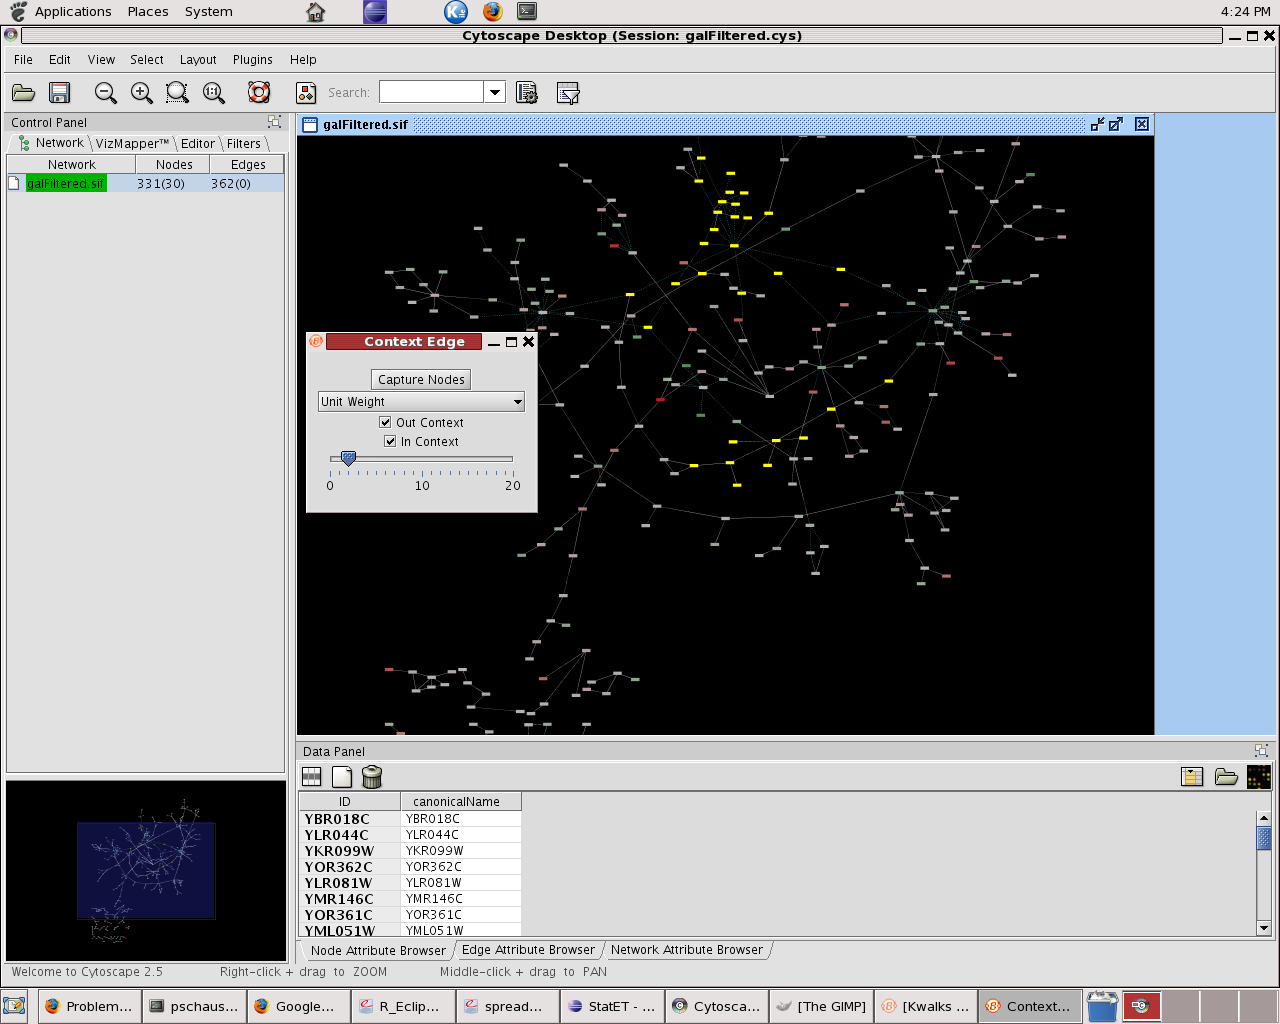 Applications Places System 4:24 PM
Cytoscape Desktop (Session: galFiltered.cys)
File Edit View Select Layout Plugins Help
Search:
Control Panel
Network VizMapper™ Editor Filters
Network Nodes Edges
galFiltered.sif 331(30) 362(0)
galFiltered.sif
Context Edge
Capture Nodes
Unit Weight
Out Context
In Context
0 10 20
Data Panel
ID canonicalName
YBR018C YBR018C
YLR044C YLR044C
YKR099W YKR099W
YOR362C YOR362C
YLR081W YLR081W
YMR146C YMR146C
YOR361C YOR361C
YML051W YML051W
Node Attribute Browser Edge Attribute Browser Network Attribute Browser
Welcome to Cytoscape 2.5 Right-click + drag to ZOOM Middle-click + drag to PAN
Problem... pschaus... Google... R_Eclip... spread... StatET - ... Cytosca... [The GIMP] [Kwalks ... Context...